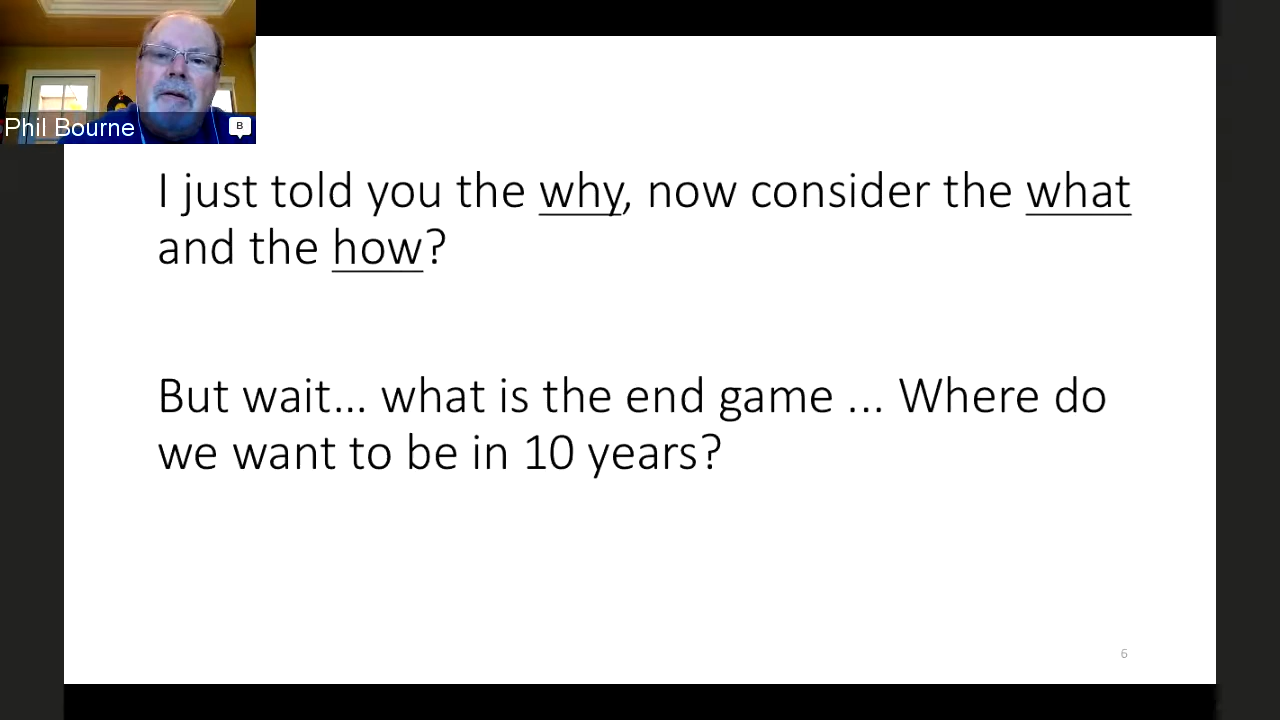 Phil Bourne
B
I just told you the why, now consider the what
and the how?
But wait... what is the end game ... Where do
we want to be in 10 years?
6